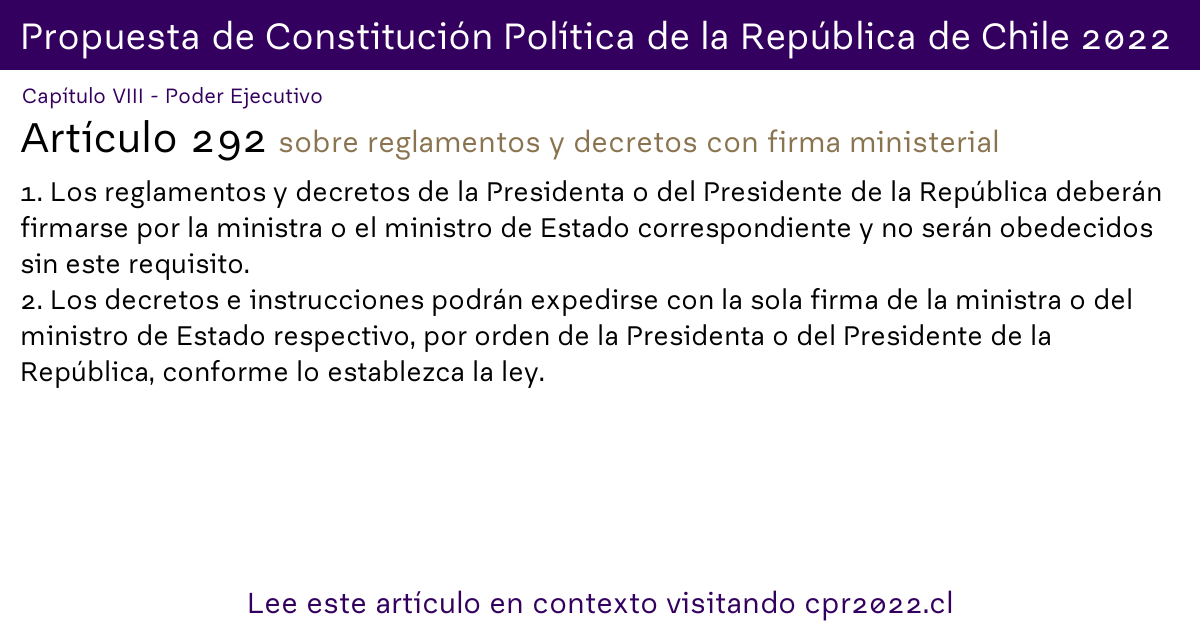 Propuesta de Constitución Política de la República de Chile 2022
Capítulo VIII - Poder Ejecutivo
Artículo 292 sobre reglamentos y decretos con firma ministerial
1. Los reglamentos y decretos de la Presidenta o del Presidente de la República deberán
firmarse por la ministra o el ministro de Estado correspondiente y no serán obedecidos
sin este requisito.
2. Los decretos e instrucciones podrán expedirse con la sola firma de la ministra o del
ministro de Estado respectivo, por orden de la Presidenta o del Presidente de la
República, conforme lo establezca la ley.
Lee este artículo en contexto visitando cpr2022.cl